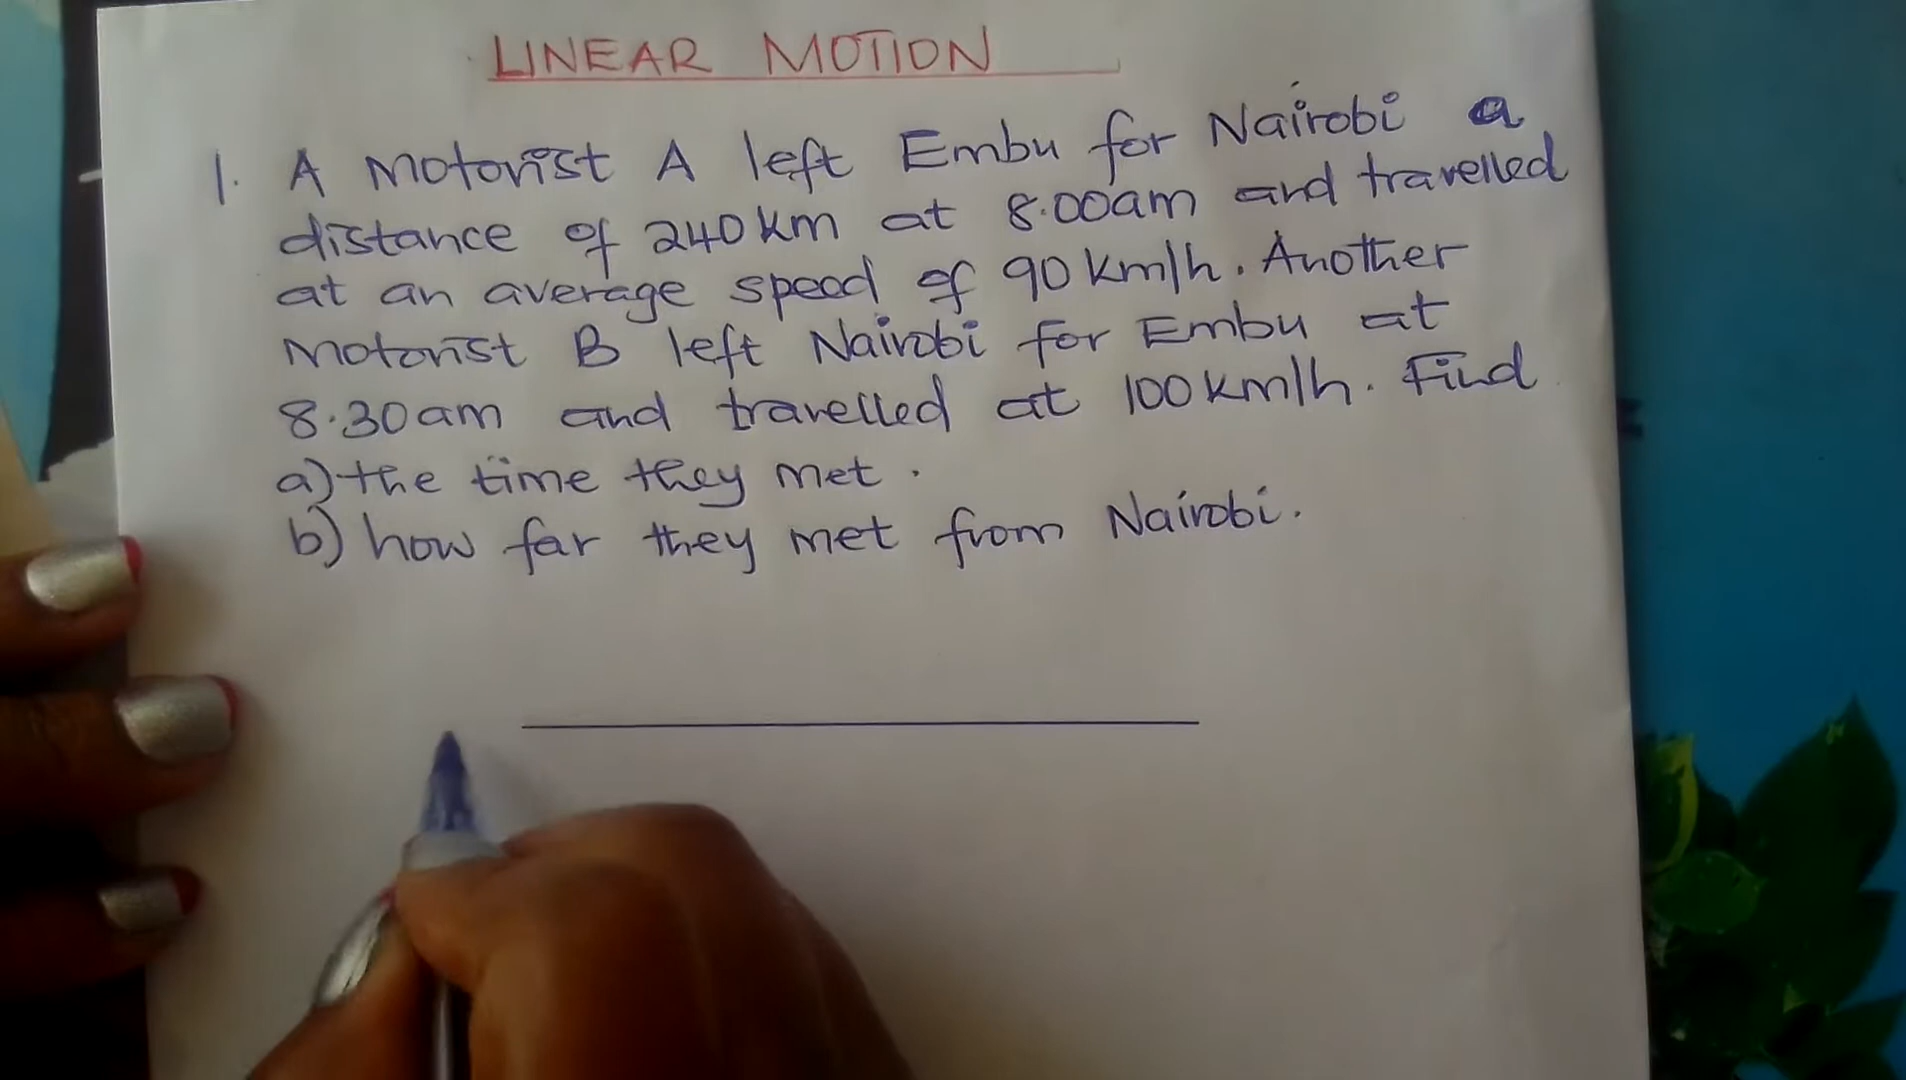 LINEAR MOTION
1. A Motorist A left Embu for Nairobi a
distance of 240 km at 8.00am and travelled
at an average speed of 90 km/h. Another
Motorist B left Nairobi for Embu at
8.30am and travelled at 100 km/h. Find
a) the time they met.
b) how far they met from Nairobi.